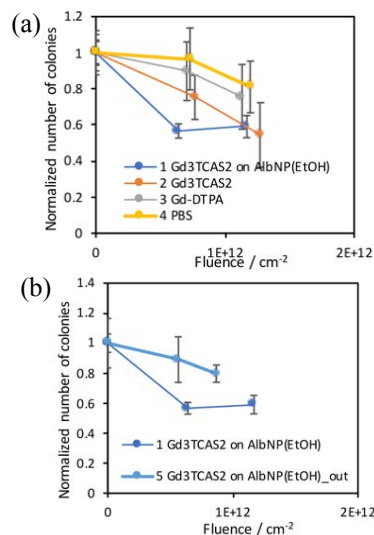 (a)
1.2
1
0.8
0.6
0.4
0.2
0
Normalized number of colonies
1 Gd3TCAS2 on AlbNP(EtOH)
2 Gd3TCAS2
3 Gd-DTPA
4 PBS
0
1E+12
2E+12
Fluence / cm-2
(b)
1.4
1.2
1
0.8
0.6
0.4
0.2
0
Normalized number of colonies
1 Gd3TCAS2 on AlbNP(EtOH)
5 Gd3TCAS2 on AlbNP(EtOH)_out
0
1E+12
2E+12
Fluence / cm-2